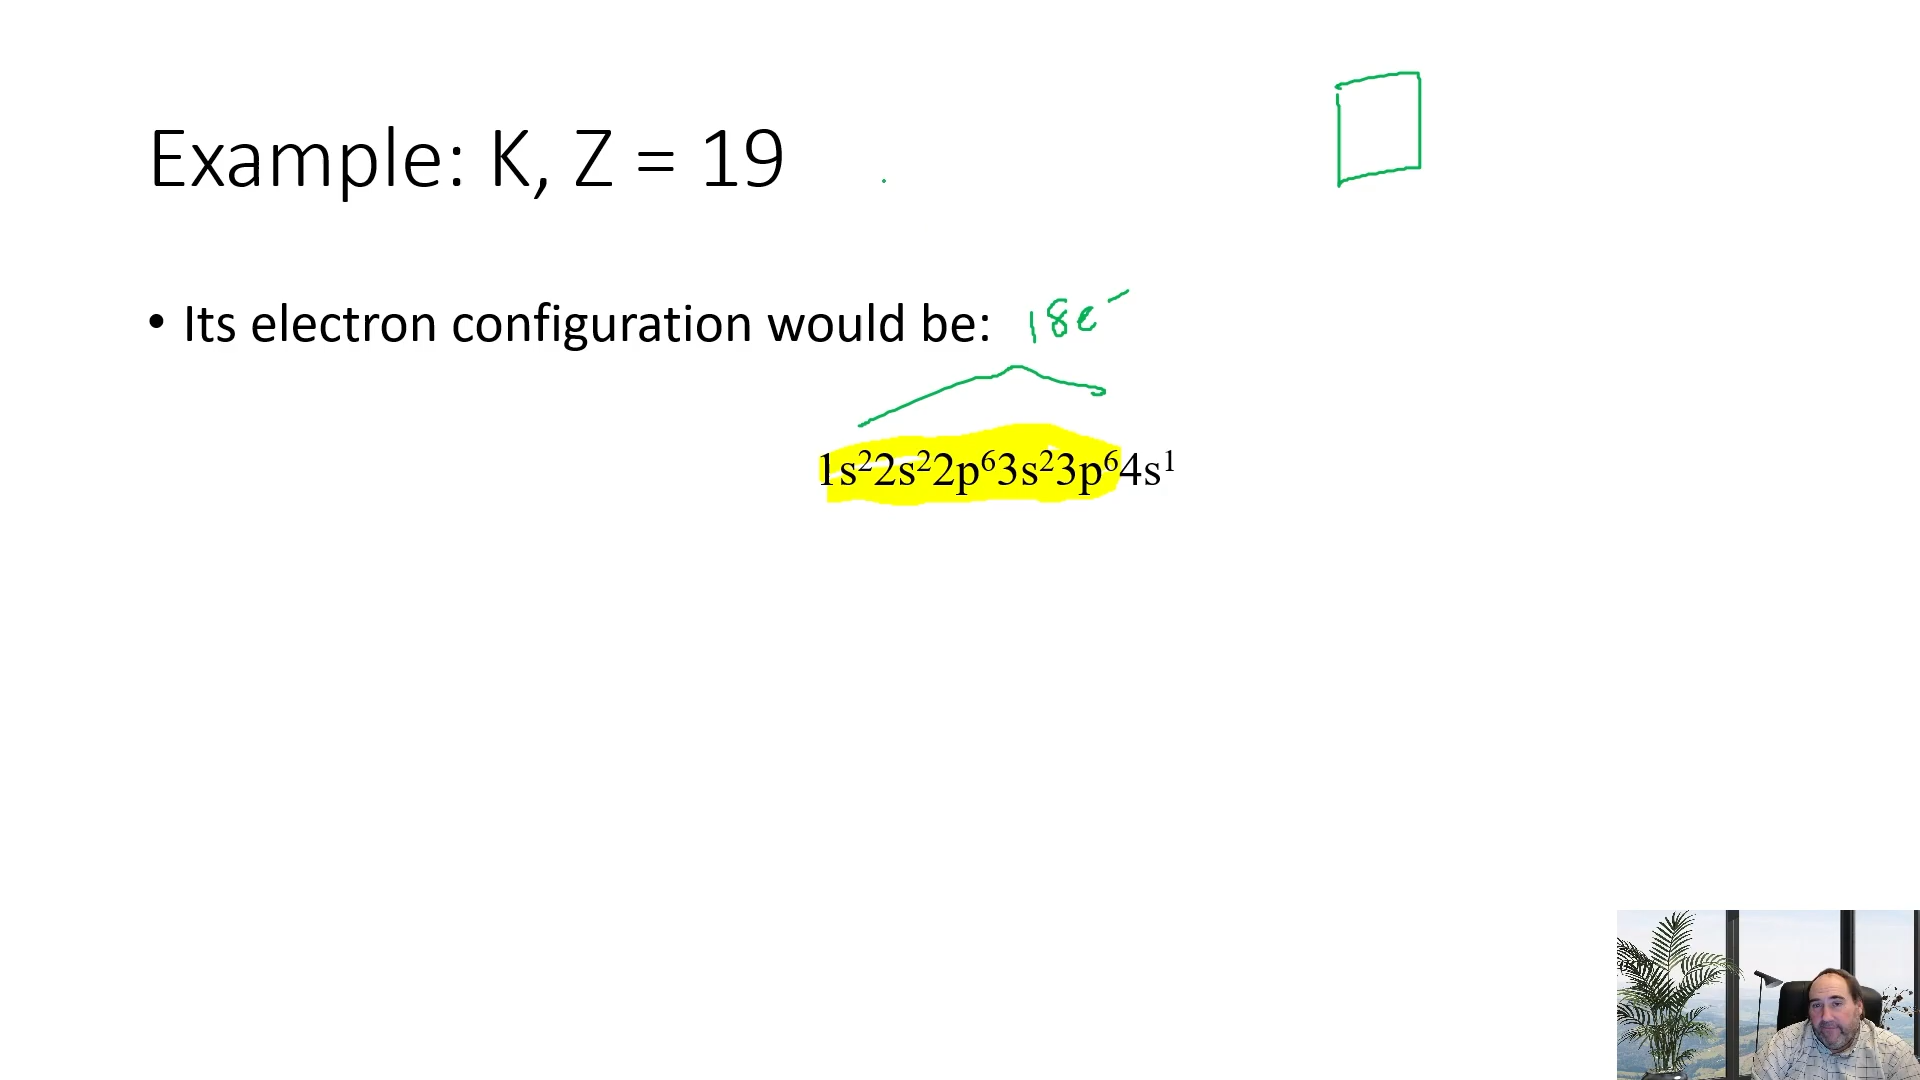 Example: K, Z = 19
• Its electron configuration would be: 18e⁻
1s²2s²2p⁶3s²3p⁶4s¹